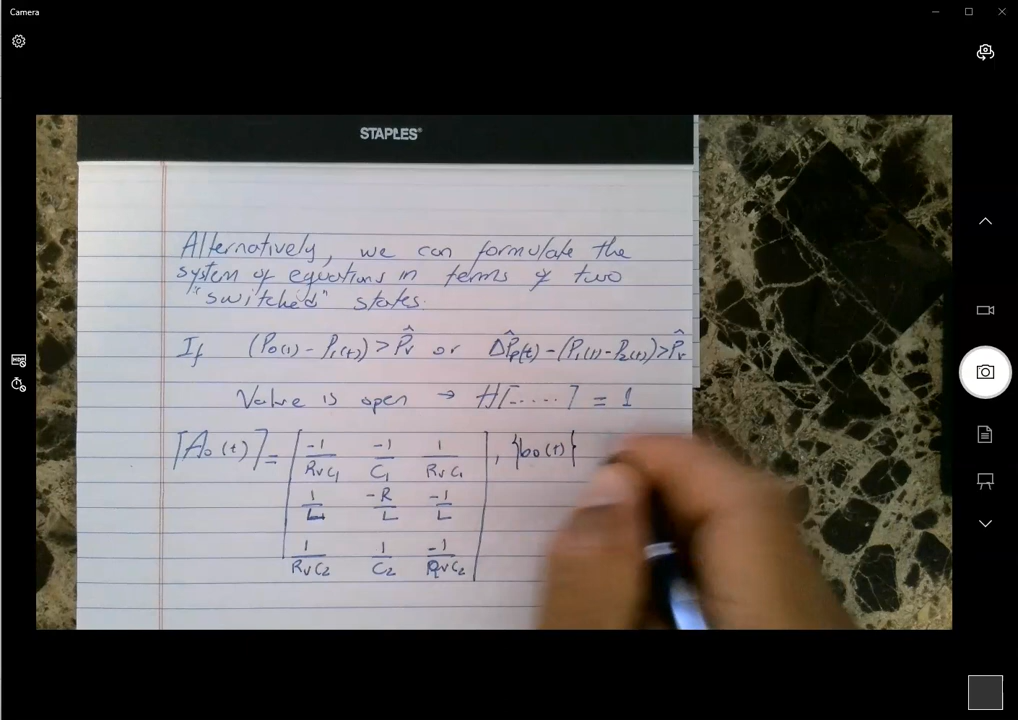 Camera
STAPLES
Alternatively, we can formulate the
system of equations in terms of two
"switched" states.
If (P₀(t) - P₁(t)) > P̂ᵥ or ΔP̂ₚ(t) - (P₁(t) - P₂(t)) > P̂ᵥ
Valve is open → H[.....] = 1
[A₀(t)] = [ -1/(RᵥC₁) -1/C₁ 1/(RᵥC₁) ], {b₀(t)}
1/L -R/L -1/L
1/(RᵥC₂) 1/C₂ -1/(RᵥC₂)